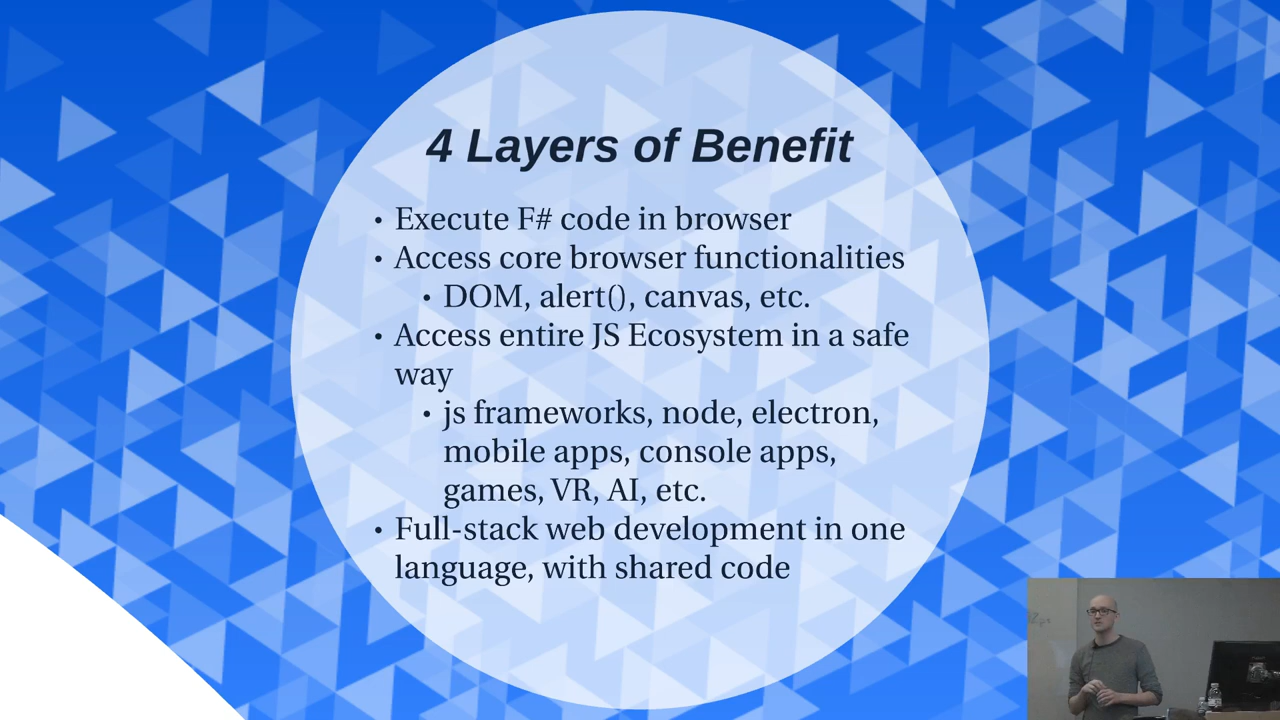 4 Layers of Benefit
• Execute F# code in browser
• Access core browser functionalities
• DOM, alert(), canvas, etc.
• Access entire JS Ecosystem in a safe
way
• js frameworks, node, electron,
mobile apps, console apps,
games, VR, AI, etc.
• Full-stack web development in one
language, with shared code